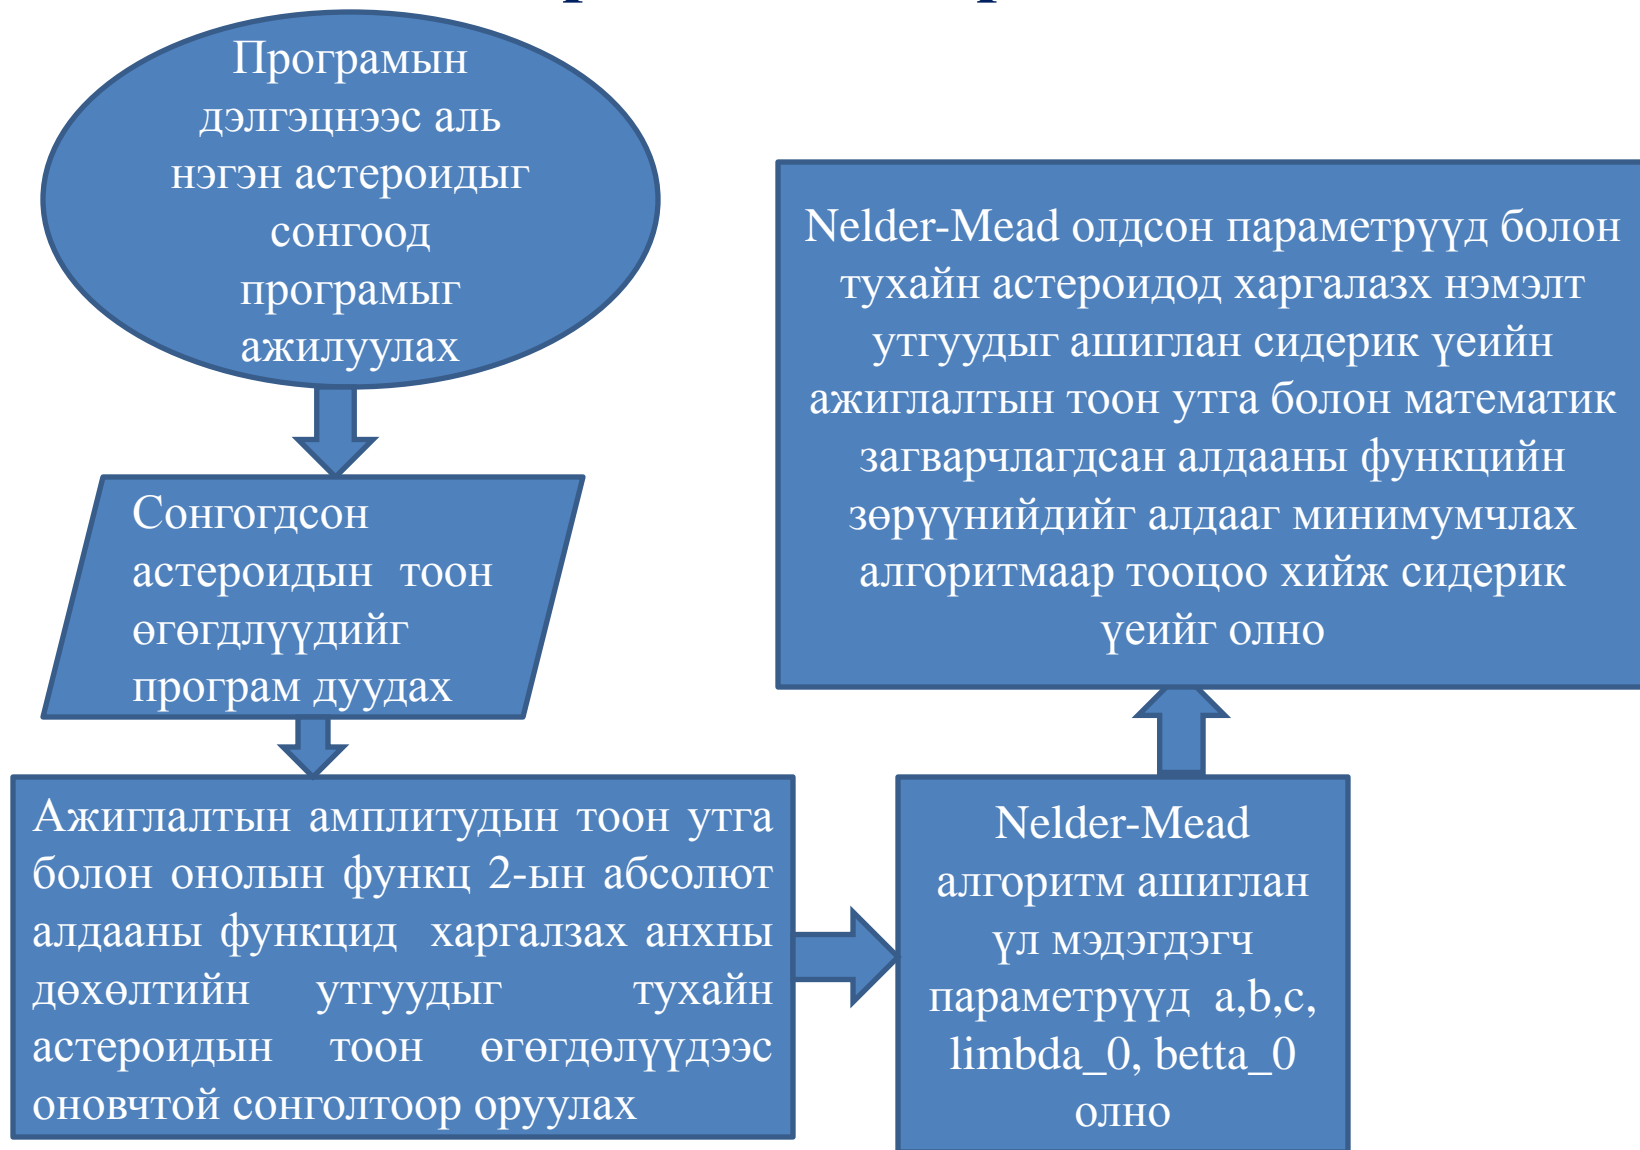 Програмын
дэлгэцнээс аль
нэгэн астероидыг
сонгоод
програмыг
ажилуулах
Сонгогдсон
астероидын тоон
өгөгдлүүдийг
програм дуудах
Ажиглалтын амплитудын тоон утга
болон онолын функц 2-ын абсолют
алдааны функцид харгалзах анхны
дөхөлтийн утгуудыг тухайн
астероидын тоон өгөгдөлүүдээс
оновчтой сонголтоор оруулах
Nelder-Mead
алгоритм ашиглан
үл мэдэгдэгч
параметрүүд a,b,c,
limbda_0, betta_0
олно
Nelder-Mead олдсон параметрүүд болон
тухайн астероидод харгалазх нэмэлт
утгуудыг ашиглан сидерик үеийн
ажиглалтын тоон утга болон математик
загварчлагдсан алдааны функцийн
зөрүүнийдийг алдааг минимумчлах
алгоритмаар тооцоо хийж сидерик
үеийг олно